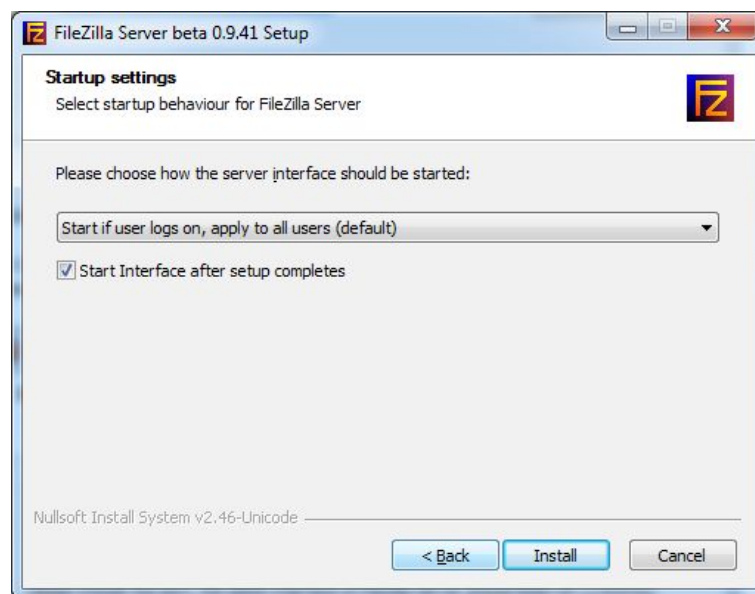 FileZilla Server beta 0.9.41 Setup
Startup settings
Select startup behaviour for FileZilla Server
Please choose how the server interface should be started:
Start if user logs on, apply to all users (default)
Start Interface after setup completes
Nullsoft Install System v2.46-Unicode
< Back
Install
Cancel